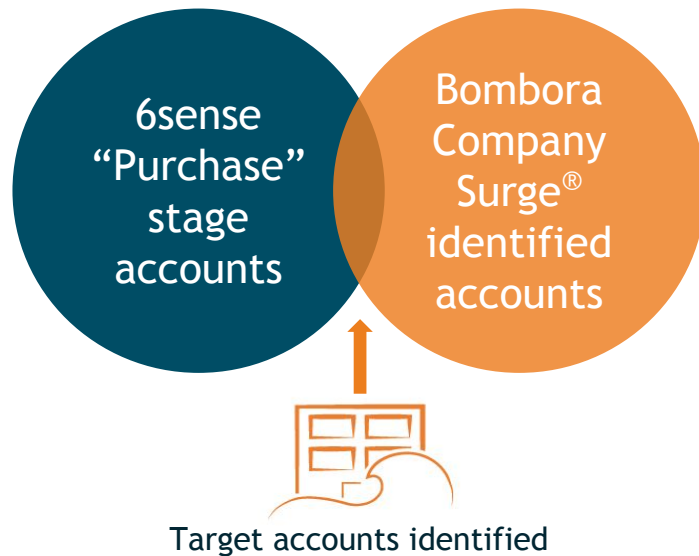 6sense
“Purchase”
stage
accounts
Bombora
Company
Surge®
identified
accounts
Target accounts identified